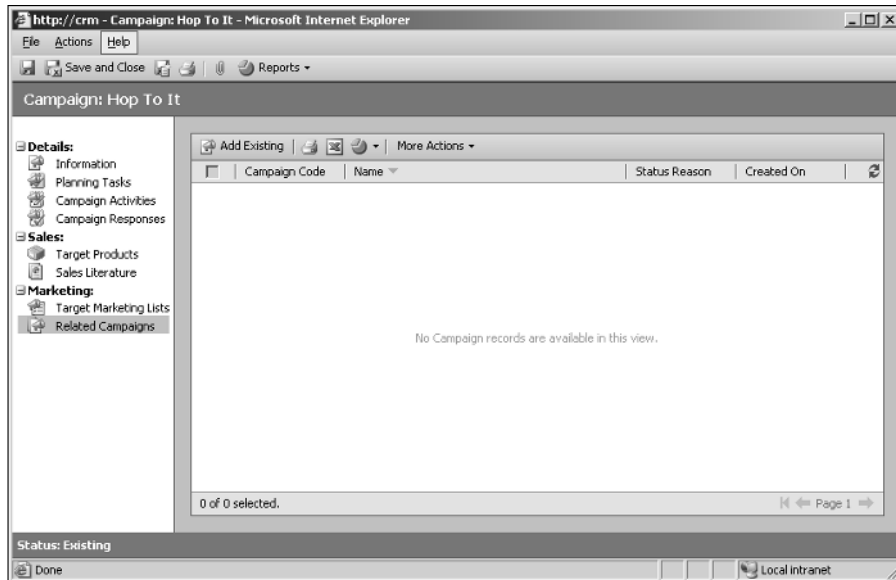 http://crm - Campaign: Hop To It - Microsoft Internet Explorer
File Actions Help
Save and Close Reports
Campaign: Hop To It
Details:
Information
Planning Tasks
Campaign Activities
Campaign Responses
Sales:
Target Products
Sales Literature
Marketing:
Target Marketing Lists
Related Campaigns
Add Existing More Actions
Campaign Code Name Status Reason Created On
No Campaign records are available in this view.
0 of 0 selected. Page 1
Status: Existing
Done Local intranet